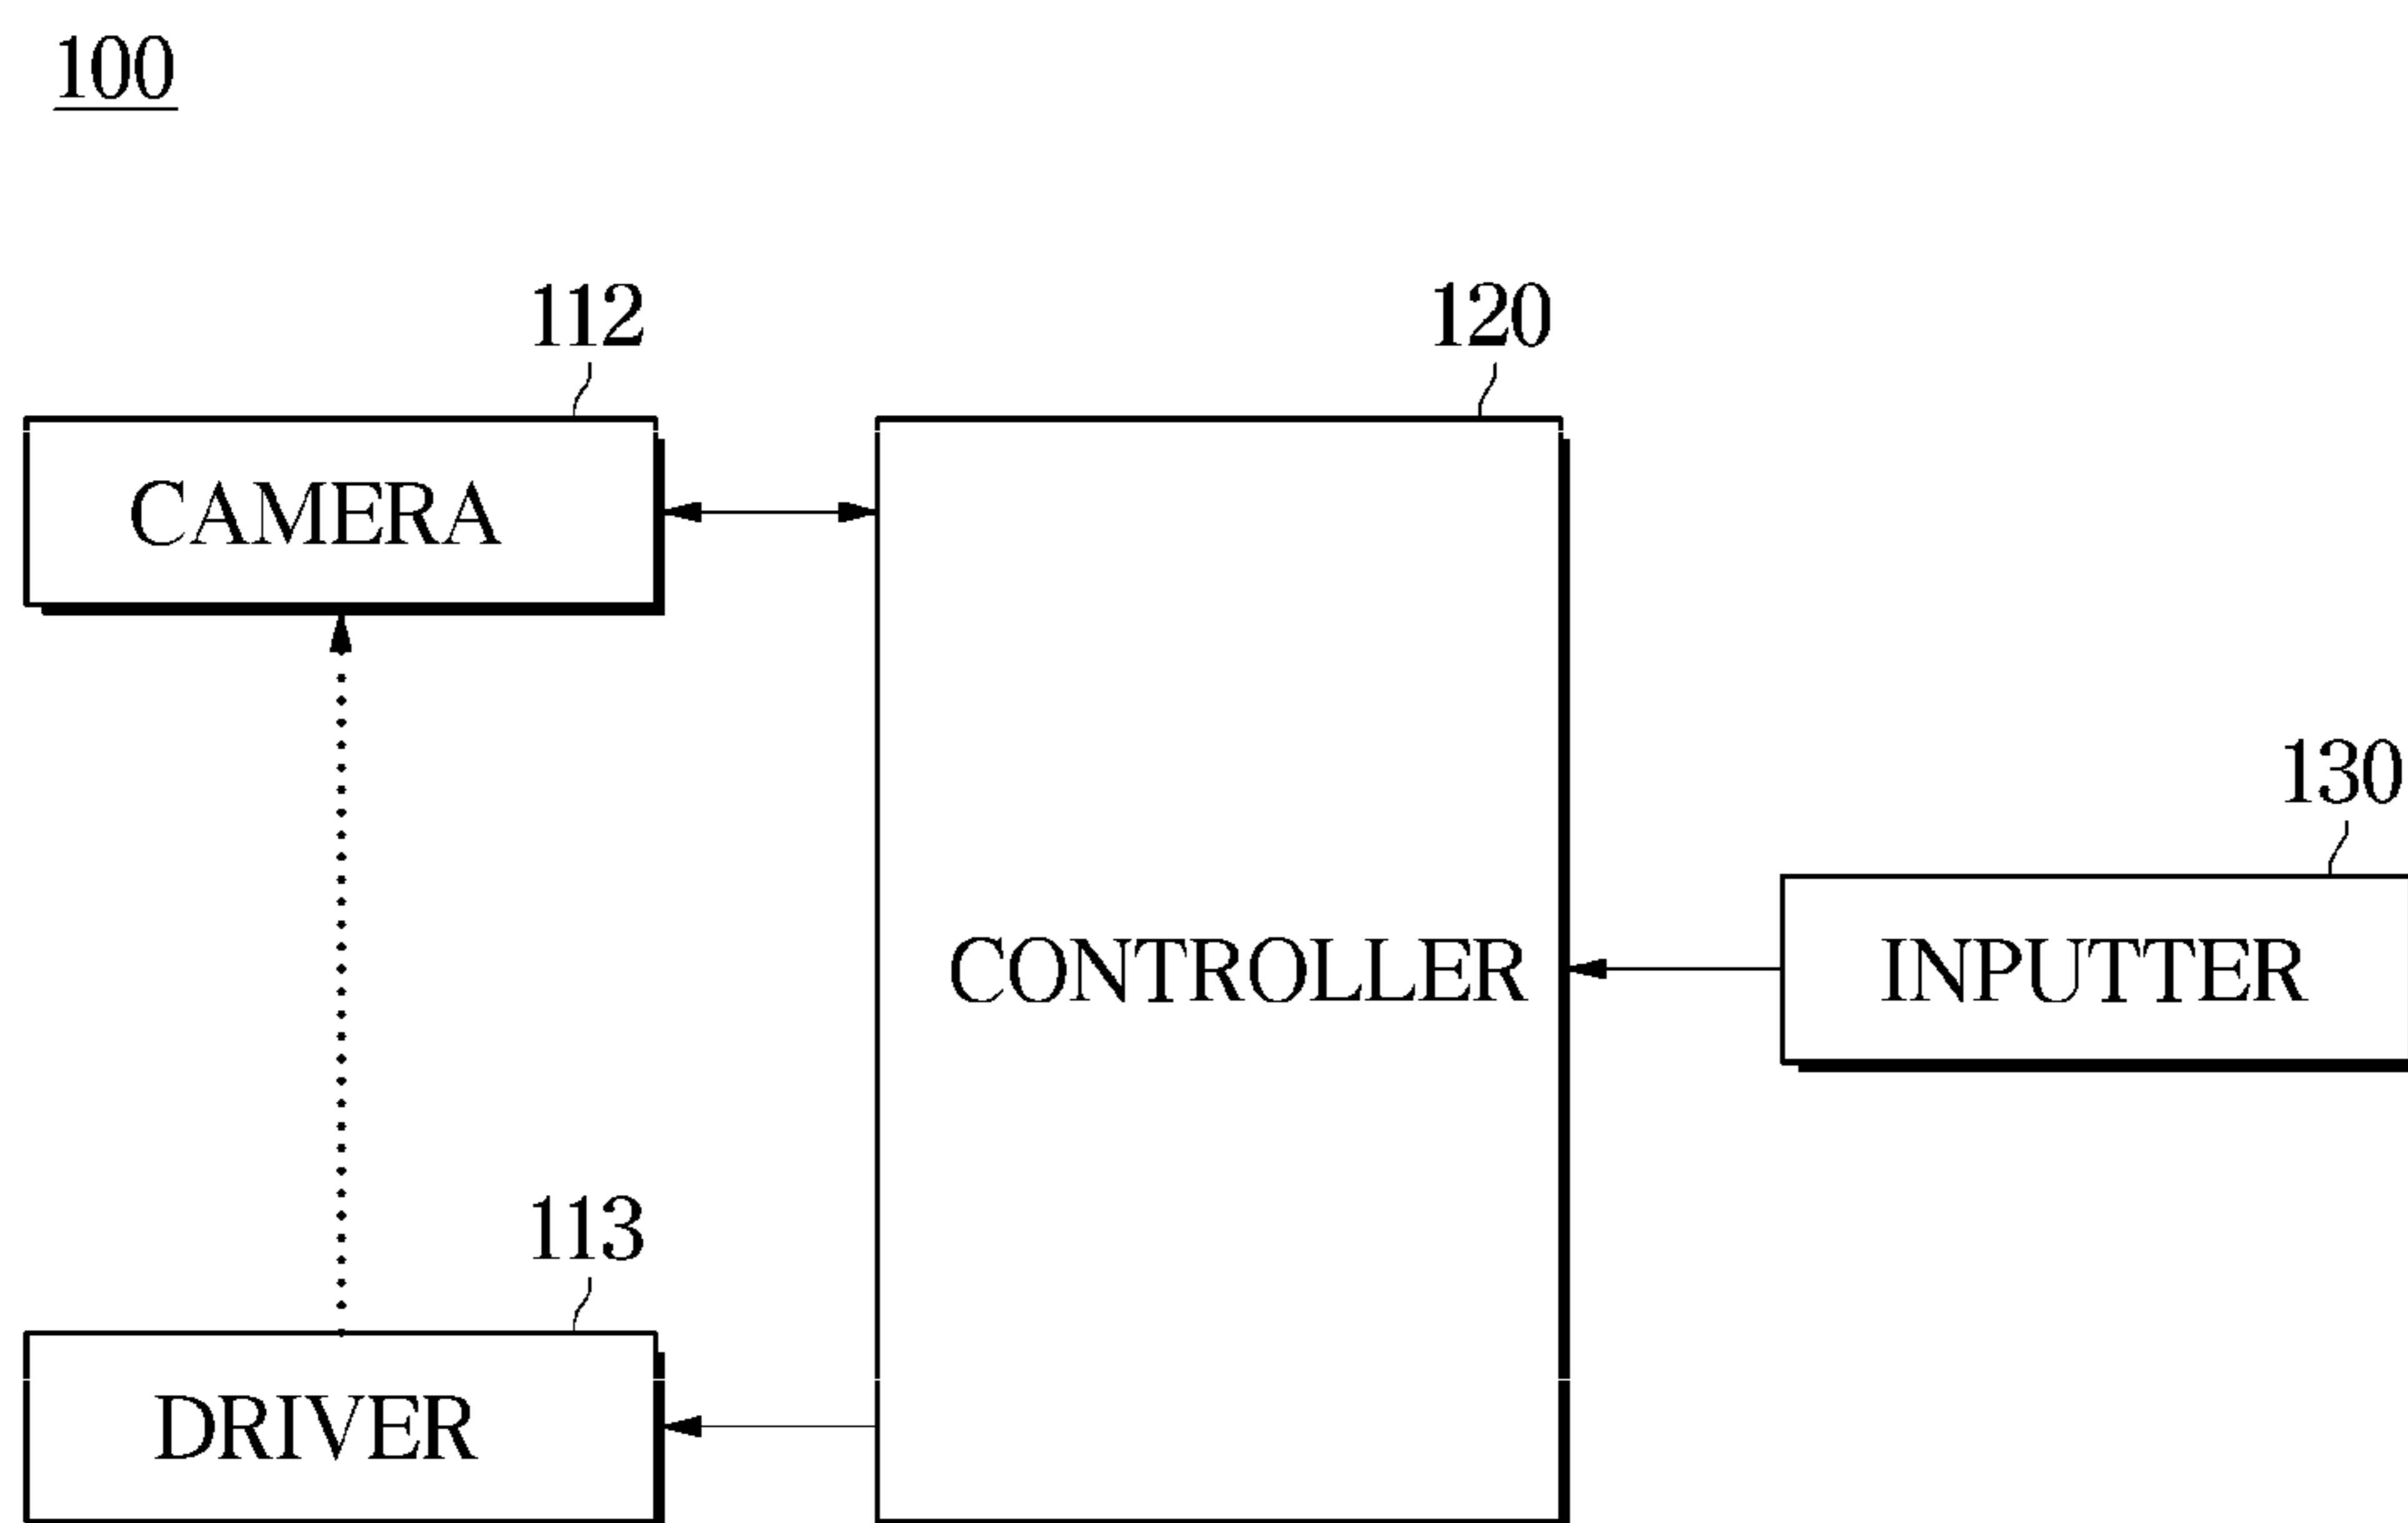 100
112
120
CAMERA
130
CONTROLLER
INPUTTER
113
DRIVER